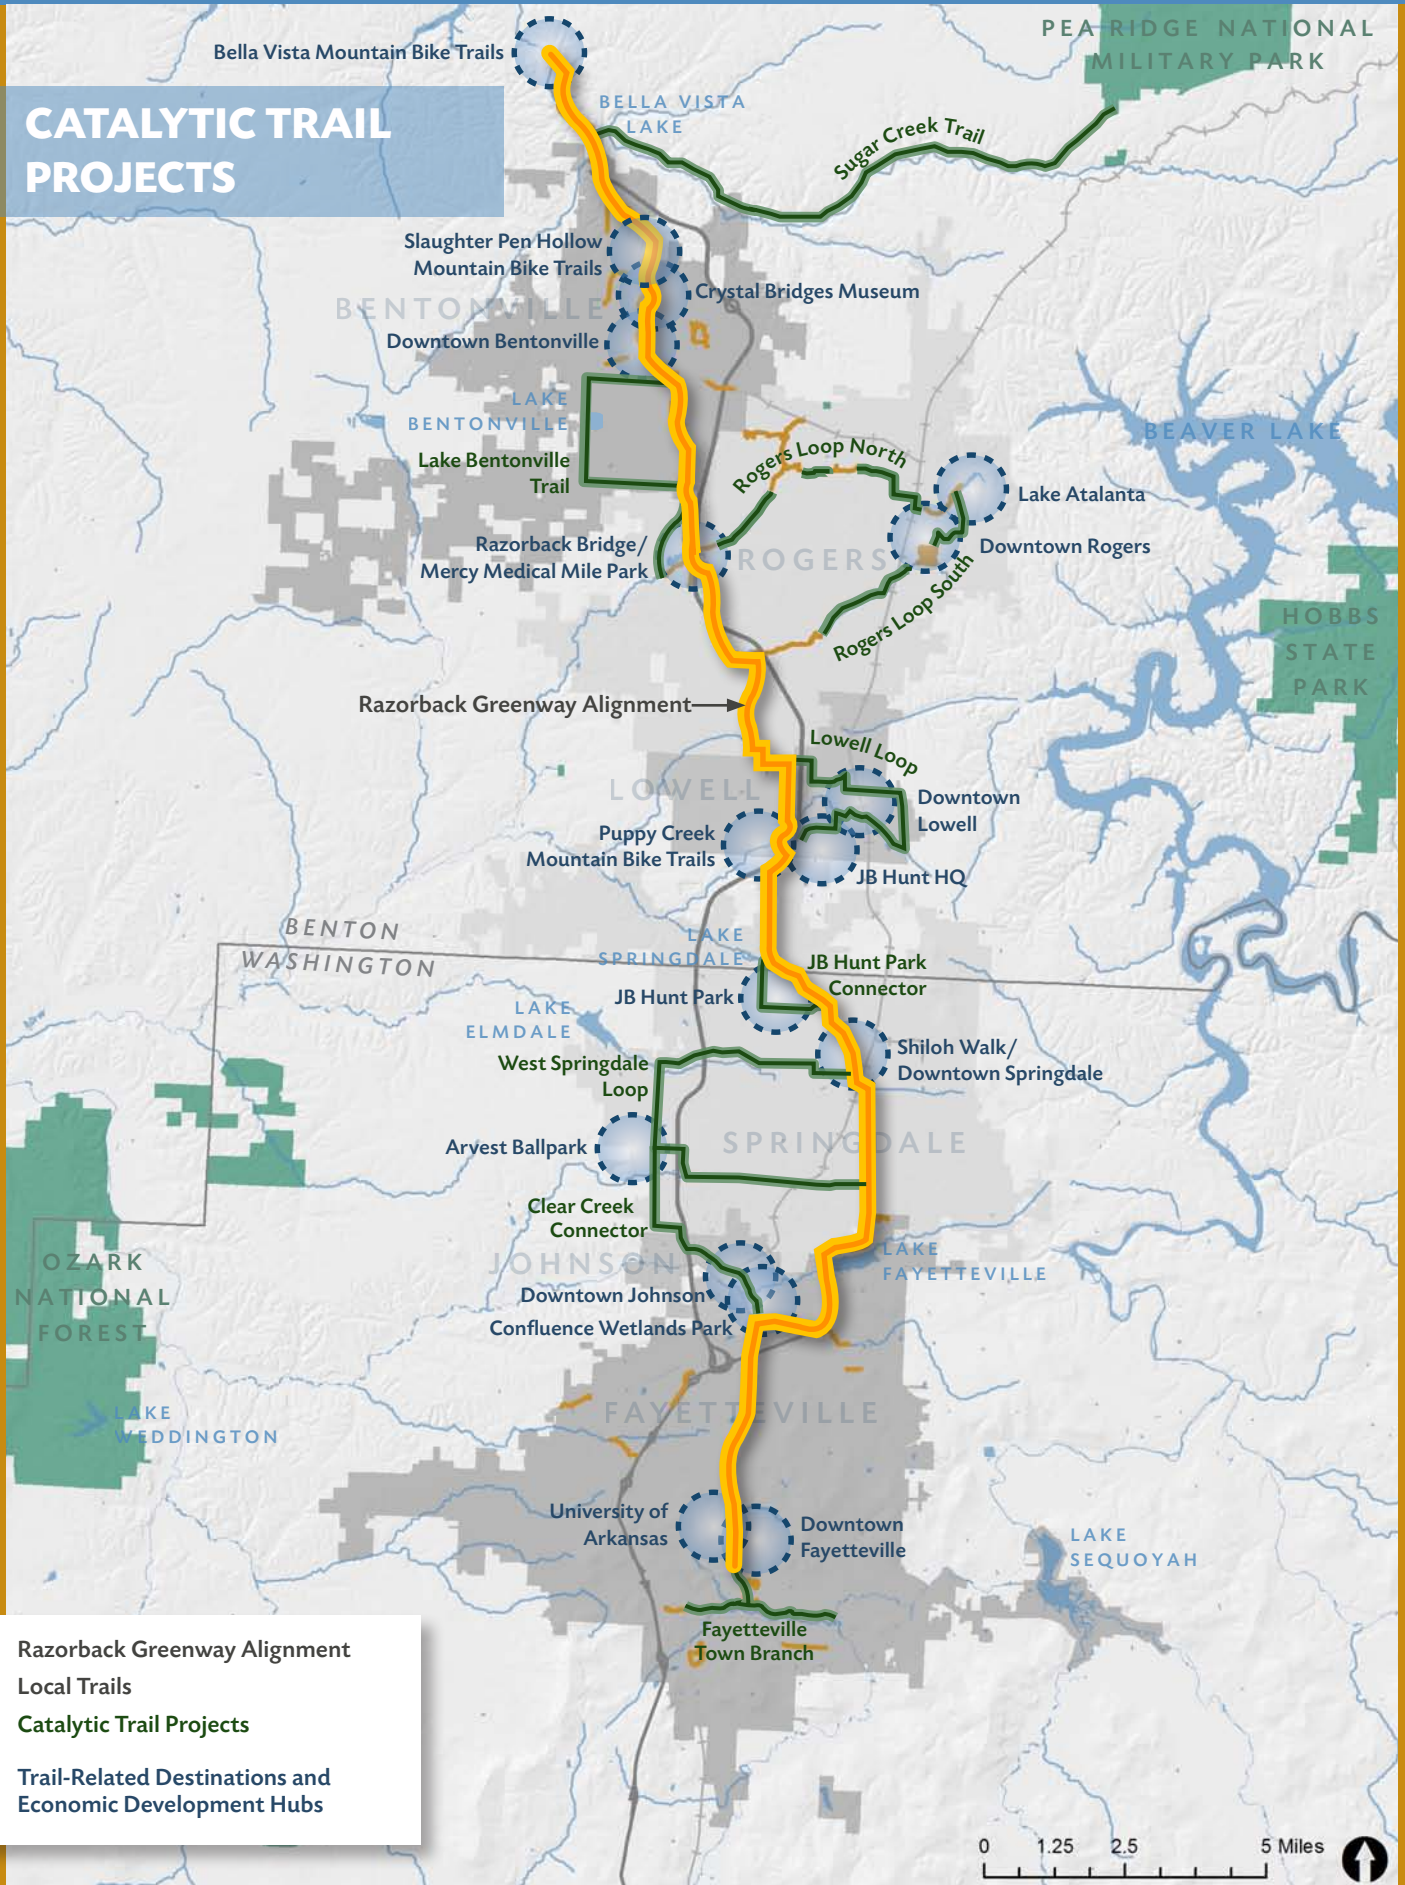 PEA RIDGE NATIONAL
MILITARY PARK
Bella Vista Mountain Bike Trails
CATALYTIC TRAIL
PROJECTS
BELLA VISTA
LAKE
Sugar Creek Trail
Slaughter Pen Hollow
Mountain Bike Trails
BENTONVILLE
Crystal Bridges Museum
Downtown Bentonville
LAKE
BENTONVILLE
Lake Bentonville
Trail
BEAVER LAKE
Rogers Loop North
Lake Atalanta
Razorback Bridge/
Mercy Medical Mile Park
ROGERS
Downtown Rogers
Rogers Loop South
HOBBS
STATE
PARK
Razorback Greenway Alignment
Lowell Loop
LOWELL
Downtown
Lowell
Puppy Creek
Mountain Bike Trails
JB Hunt HQ
BENTON
WASHINGTON
LAKE
SPRINGDALE
JB Hunt Park
Connector
JB Hunt Park
LAKE
ELMDALE
Shiloh Walk/
Downtown Springdale
West Springdale
Loop
Arvest Ballpark
SPRINGDALE
Clear Creek
Connector
JOHNSON
LAKE
FAYETTEVILLE
Downtown Johnson
Confluence Wetlands Park
OZARK
NATIONAL
FOREST
LAKE
WEDDINGTON
FAYETTEVILLE
University of
Arkansas
Downtown
Fayetteville
LAKE
SEQUOYAH
Fayetteville
Town Branch
Razorback Greenway Alignment
Local Trails
Catalytic Trail Projects
Trail-Related Destinations and
Economic Development Hubs
0 1.25 2.5 5 Miles